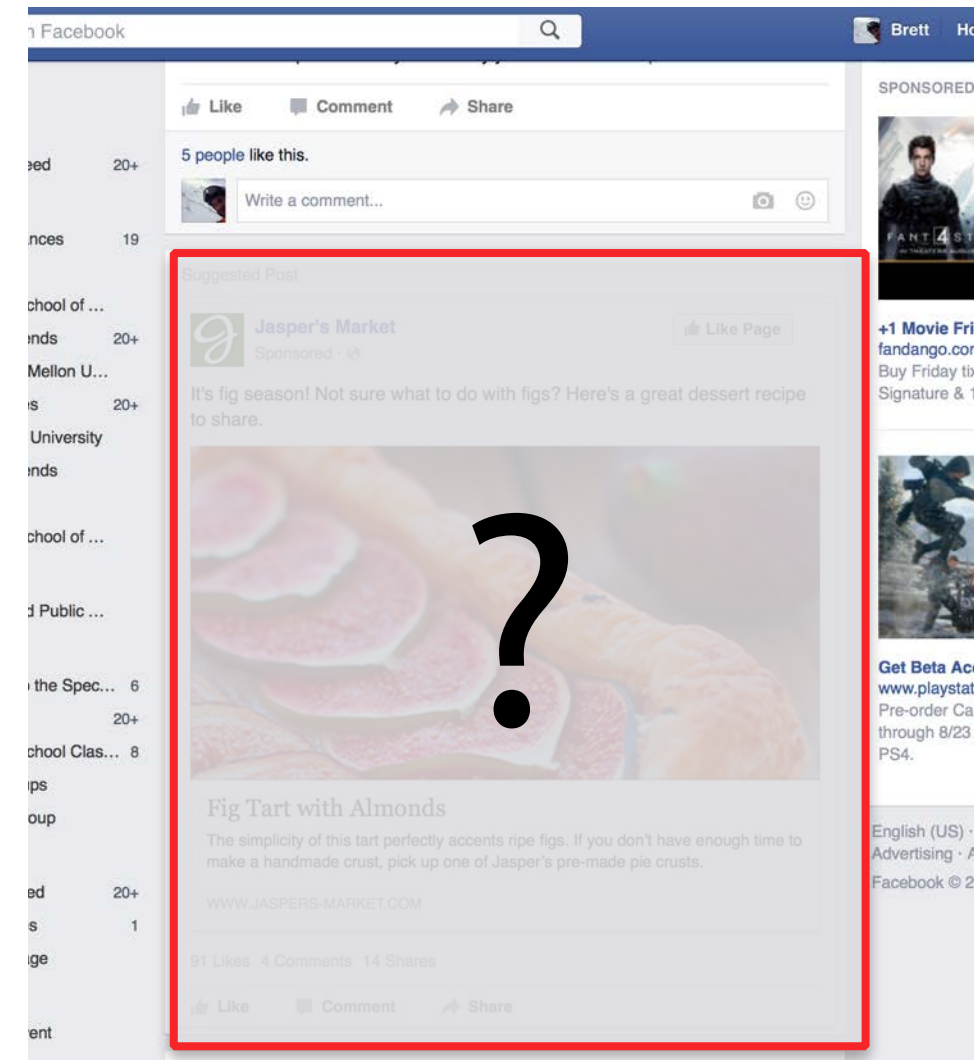 n Facebook
Brett Ho
Like Comment Share
5 people like this.
Write a comment...
eed 20+
nces 19
chool of ...
ends 20+
Mellon U...
s 20+
University
ends
chool of ...
d Public ...
the Spec... 6
20+
chool Clas... 8
ups
oup
ed 20+
s 1
ge
ent
Suggested Post
Jasper's Market
Sponsored ·
Like Page
It's fig season! Not sure what to do with figs? Here's a great dessert recipe
to share.
?
Fig Tart with Almonds
The simplicity of this tart perfectly accents ripe figs. If you don't have enough time to
make a handmade crust, pick up one of Jasper's pre-made pie crusts.
WWW.JASPERS-MARKET.COM
91 Likes 4 Comments 14 Shares
Like Comment Share
SPONSORED
FANT4ST
+1 Movie Fri
fandango.com
Buy Friday tix
Signature & 1
Get Beta Acc
www.playstat
Pre-order Ca
through 8/23
PS4.
English (US) ·
Advertising · A
Facebook © 2